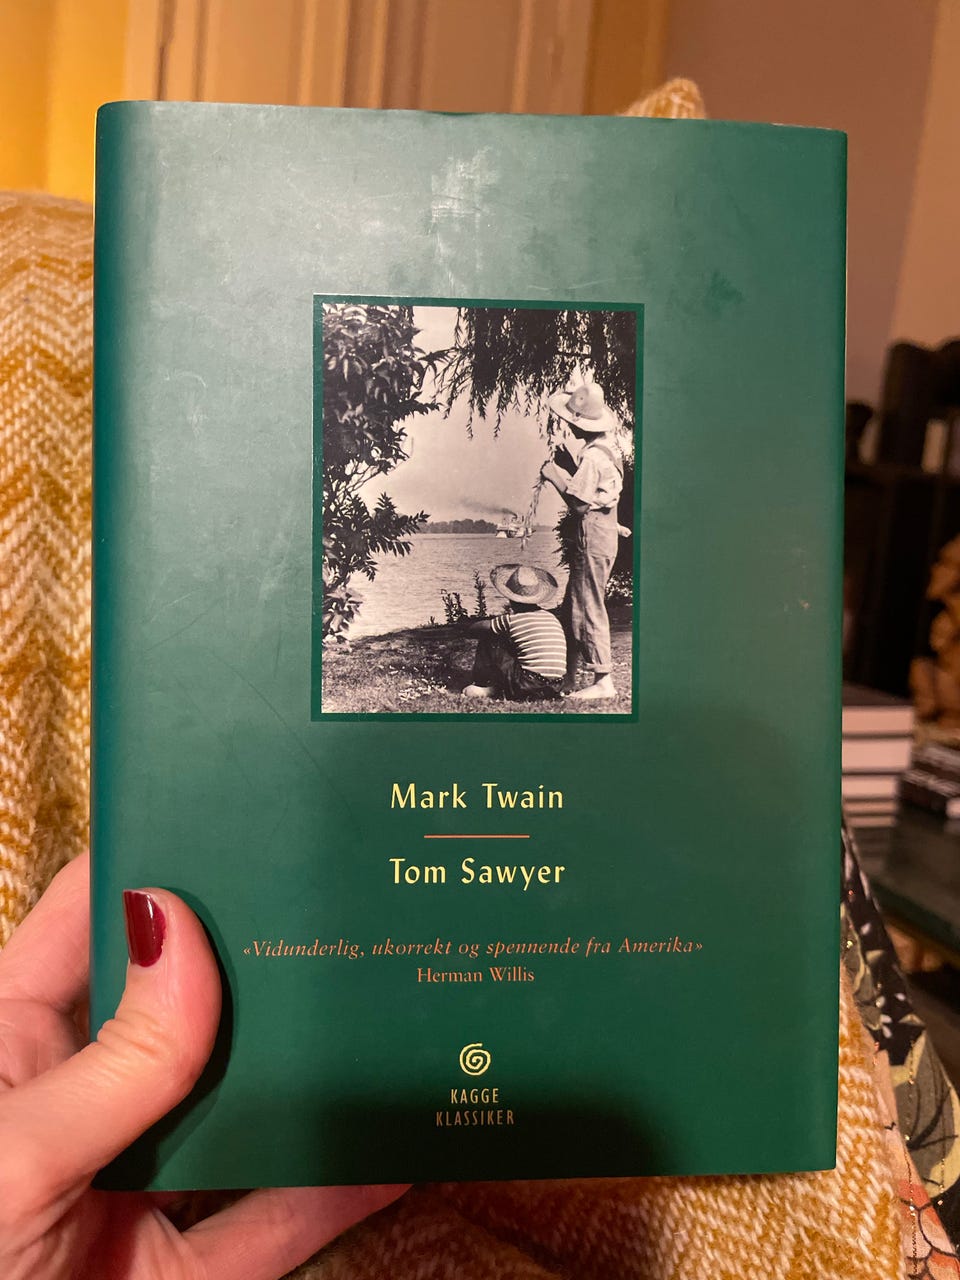 Mark Twain
Tom Sawyer
«Vidunderlig, ukorrekt og spennende fra Amerika»
Herman Willis
KAGGE
KLASSIKER